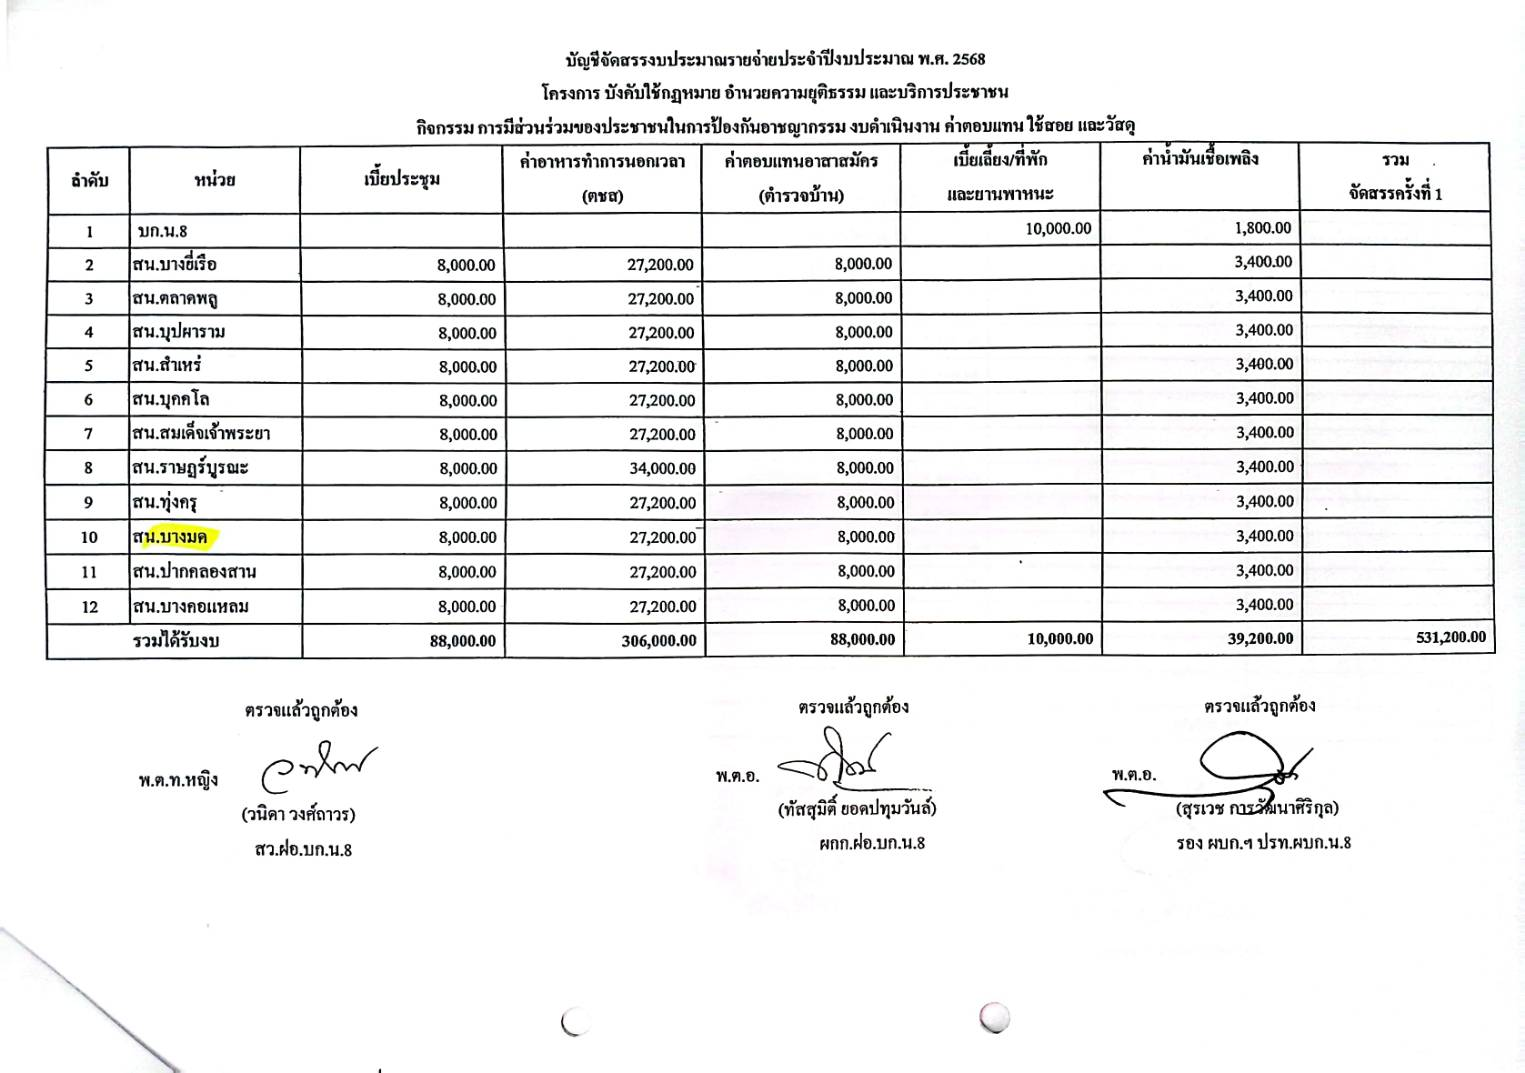 บัญชีจัดสรรงบประมาณรายจ่ายประจำปีงบประมาณ พ.ศ. 2568
โครงการ บังคับใช้กฎหมาย อำนวยความยุติธรรม และบริการประชาชน
กิจกรรม การมีส่วนร่วมของประชาชนในการป้องกันอาชญากรรม งบดำเนินงาน ค่าตอบแทน ใช้สอย และวัสดุ
ลำดับ หน่วย เบี้ยประชุม ค่าอาหารทำการนอกเวลา (ตชส) ค่าตอบแทนอาสาสมัคร (ตำรวจบ้าน) เบี้ยเลี้ยง/ที่พัก และยานพาหนะ ค่าน้ำมันเชื้อเพลิง รวม จัดสรรครั้งที่ 1
1 บก.น.8 10,000.00 1,800.00
2 สน.บางยี่เรือ 8,000.00 27,200.00 8,000.00 3,400.00
3 สน.ตลาดพลู 8,000.00 27,200.00 8,000.00 3,400.00
4 สน.บุปผาราม 8,000.00 27,200.00 8,000.00 3,400.00
5 สน.สำเหร่ 8,000.00 27,200.00 8,000.00 3,400.00
6 สน.บุคคโล 8,000.00 27,200.00 8,000.00 3,400.00
7 สน.สมเด็จเจ้าพระยา 8,000.00 27,200.00 8,000.00 3,400.00
8 สน.ราษฎร์บูรณะ 8,000.00 34,000.00 8,000.00 3,400.00
9 สน.ทุ่งครุ 8,000.00 27,200.00 8,000.00 3,400.00
10 สน.บางมด 8,000.00 27,200.00 8,000.00 3,400.00
11 สน.ปากคลองสาน 8,000.00 27,200.00 8,000.00 3,400.00
12 สน.บางคอแหลม 8,000.00 27,200.00 8,000.00 3,400.00
รวมได้รับงบ 88,000.00 306,000.00 88,000.00 10,000.00 39,200.00 531,200.00
ตรวจแล้วถูกต้อง ตรวจแล้วถูกต้อง ตรวจแล้วถูกต้อง
พ.ต.ท.หญิง พ.ต.อ. พ.ต.อ.
(วนิดา วงศ์ถาวร) (ทัสสุมิติ์ ยอดปทุมวันล์) (สุรเวช การวัฒนาศิริกุล)
สว.ฝอ.บก.น.8 ผกก.ฝอ.บก.น.8 รอง ผบก.ฯ ปรท.ผบก.น.8